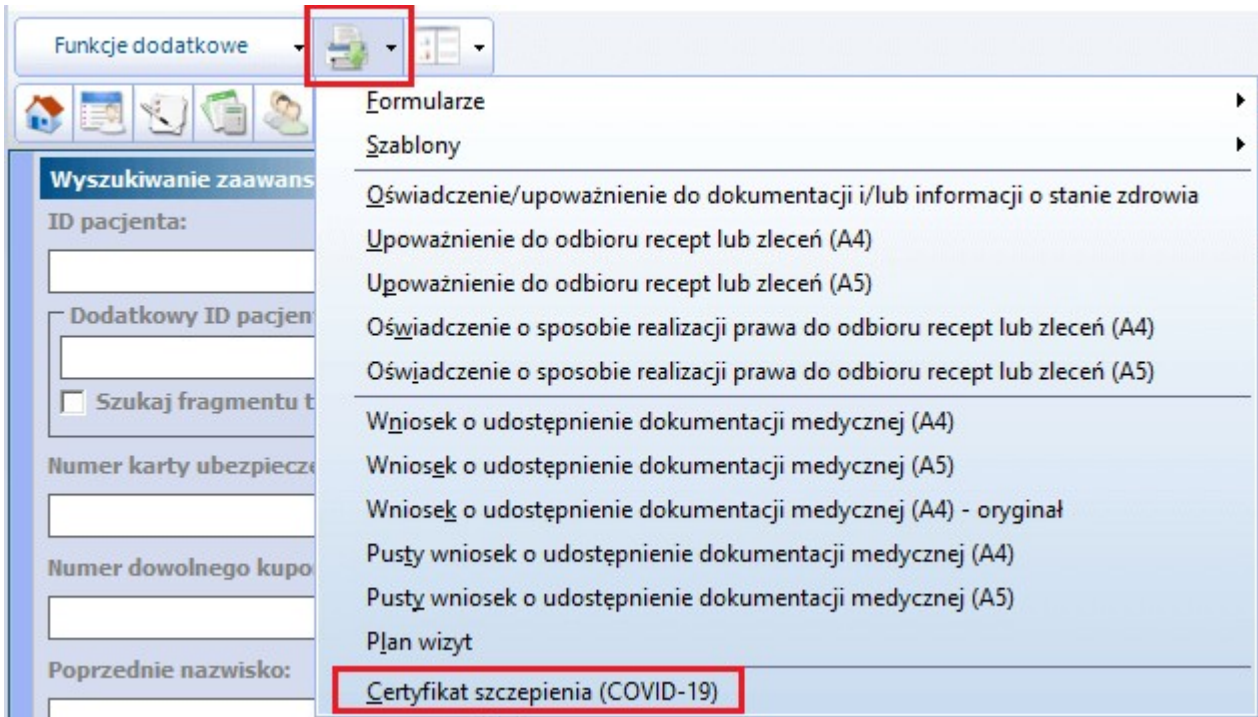 Funkcje dodatkowe
Formularze
Szablony
Oświadczenie/upoważnienie do dokumentacji i/lub informacji o stanie zdrowia
Upoważnienie do odbioru recept lub zleceń (A4)
Upoważnienie do odbioru recept lub zleceń (A5)
Oświadczenie o sposobie realizacji prawa do odbioru recept lub zleceń (A4)
Oświadczenie o sposobie realizacji prawa do odbioru recept lub zleceń (A5)
Wniosek o udostępnienie dokumentacji medycznej (A4)
Wniosek o udostępnienie dokumentacji medycznej (A5)
Wniosek o udostępnienie dokumentacji medycznej (A4) - oryginał
Pusty wniosek o udostępnienie dokumentacji medycznej (A4)
Pusty wniosek o udostępnienie dokumentacji medycznej (A5)
Plan wizyt
Certyfikat szczepienia (COVID-19)
Wyszukiwanie zaawans
ID pacjenta:
Dodatkowy ID pacjen
Szukaj fragmentu t
Numer karty ubezpiecze
Numer dowolnego kupo
Poprzednie nazwisko: